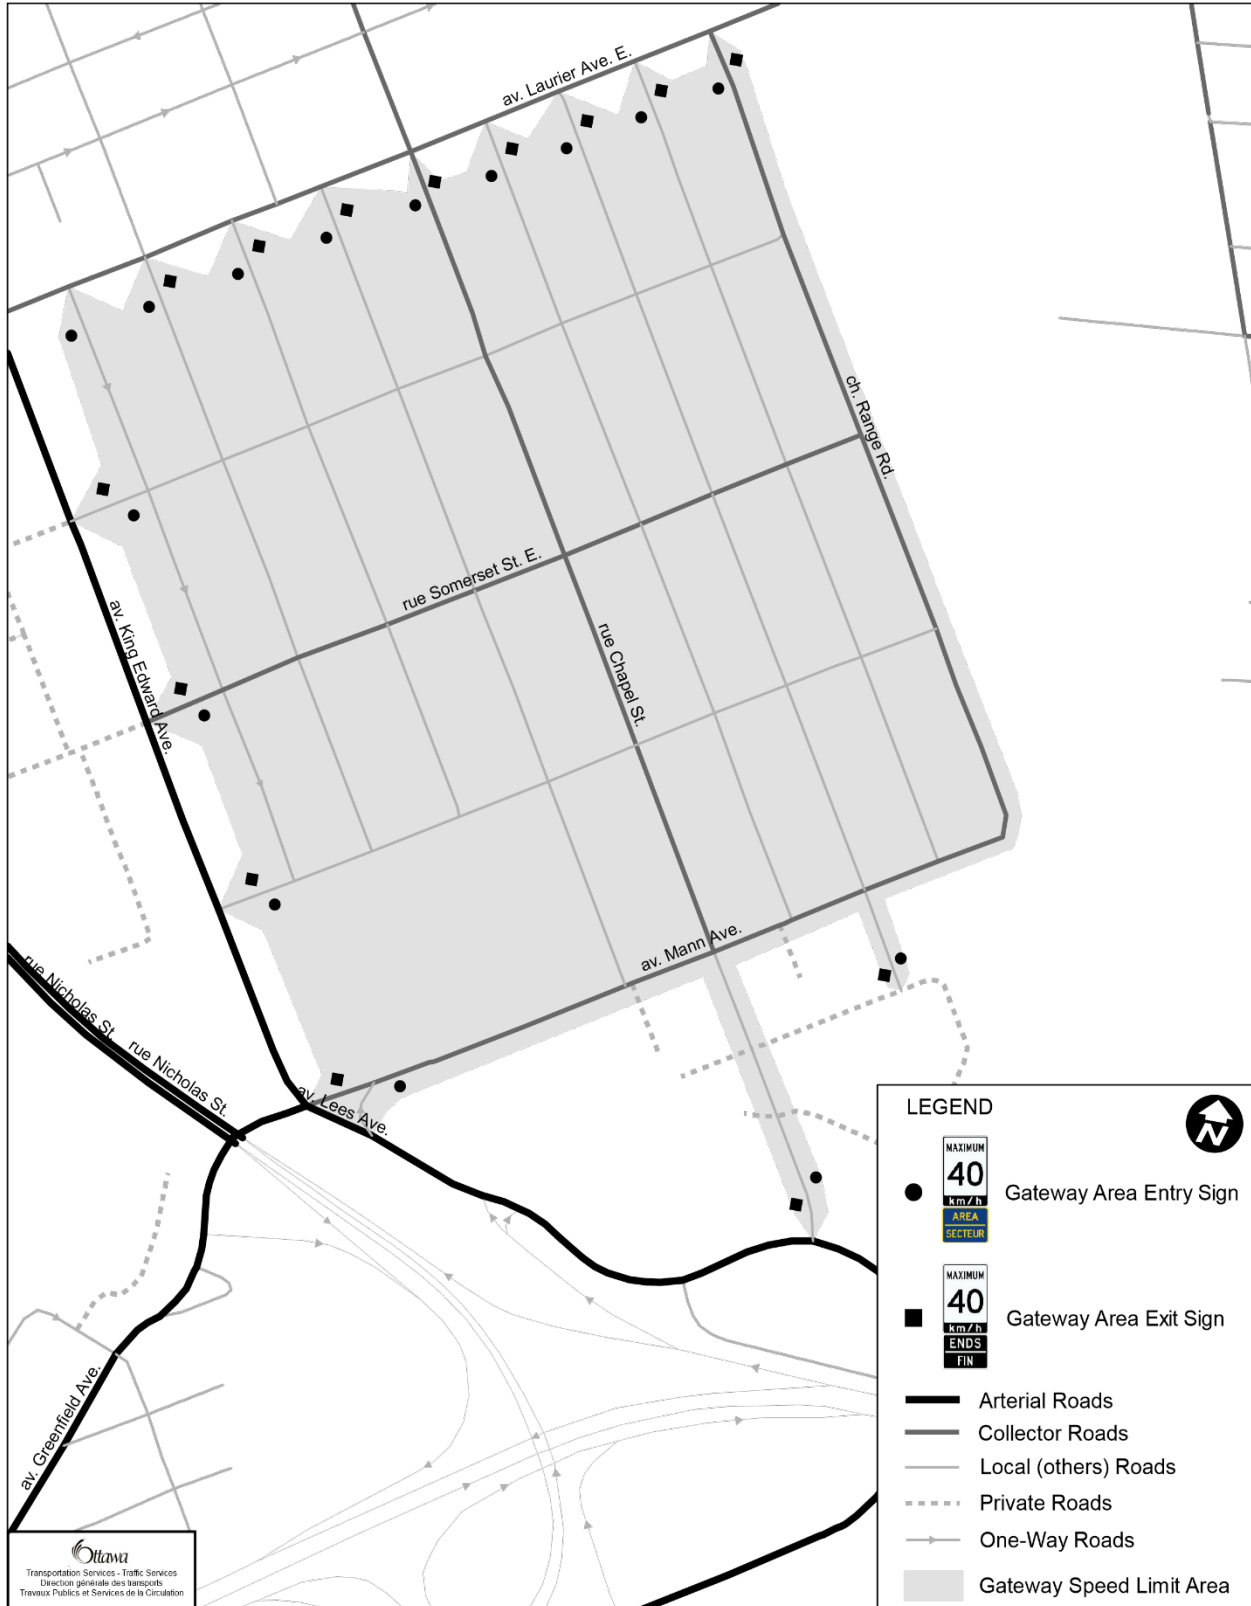 av. Laurier Ave. E.
ch. Range Rd.
rue Somerset St. E.
av. King Edward Ave.
rue Chapel St.
av. Mann Ave.
rue Nicholas St.
rue Nicholas St.
av. Lees Ave.
av. Greenfield Ave.
LEGEND
N
MAXIMUM
40
km/h
AREA
SECTEUR
Gateway Area Entry Sign
MAXIMUM
40
km/h
ENDS
FIN
Gateway Area Exit Sign
Arterial Roads
Collector Roads
Local (others) Roads
Private Roads
One-Way Roads
Gateway Speed Limit Area
Ottawa
Transportation Services - Traffic Services
Direction générale des transports
Travaux Publics et Services de la Circulation